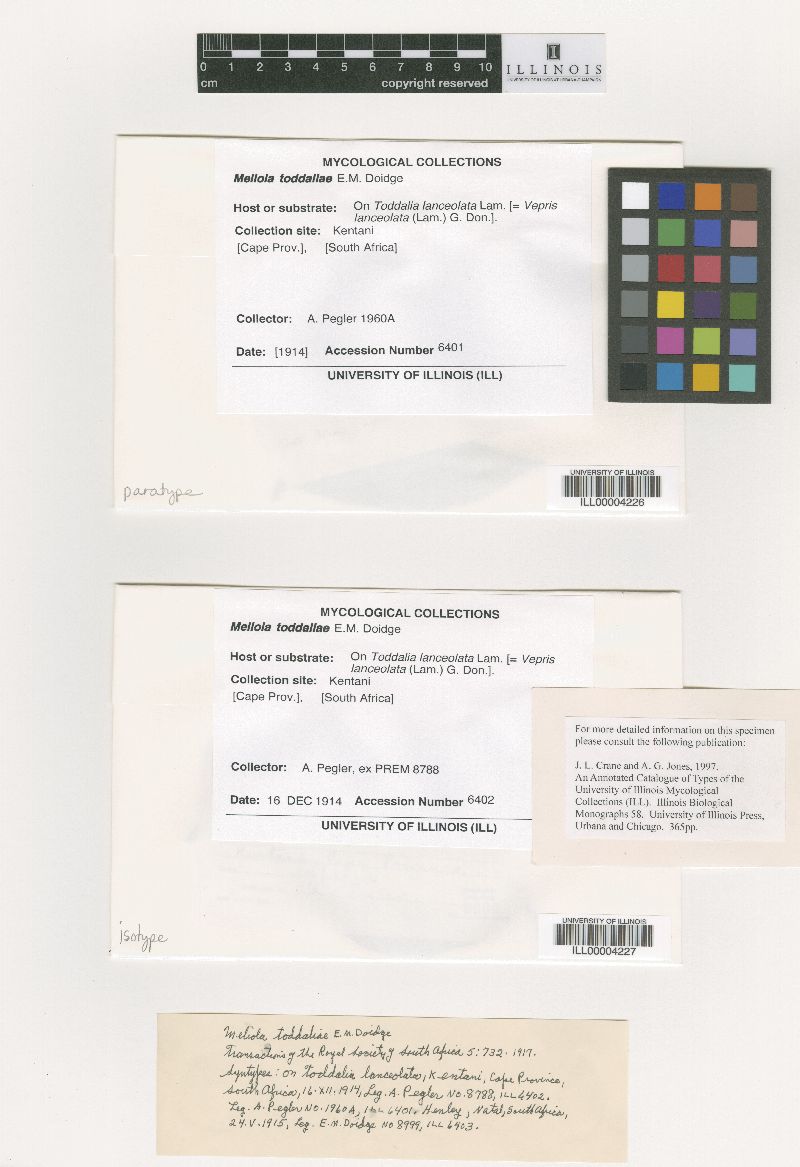 0 1 2 3 4 5 6 7 8 9 10
cm copyright reserved
I
ILLINOIS
UNIVERSITY OF ILLINOIS AT URBANA-CHAMPAIGN
MYCOLOGICAL COLLECTIONS
Meliola toddaliae E.M. Doidge
Host or substrate: On Toddalia lanceolata Lam. [= Vepris
lanceolata (Lam.) G. Don.].
Collection site: Kentani
[Cape Prov.], [South Africa]
Collector: A. Pegler 1960A
Date: [1914] Accession Number 6401
UNIVERSITY OF ILLINOIS (ILL)
paratype
UNIVERSITY OF ILLINOIS
ILL00004226
MYCOLOGICAL COLLECTIONS
Meliola toddaliae E.M. Doidge
Host or substrate: On Toddalia lanceolata Lam. [= Vepris
lanceolata (Lam.) G. Don.].
Collection site: Kentani
[Cape Prov.], [South Africa]
Collector: A. Pegler, ex PREM 8788
Date: 16 DEC 1914 Accession Number 6402
UNIVERSITY OF ILLINOIS (ILL)
For more detailed information on this specimen
please consult the following publication:
J. L. Crane and A. G. Jones, 1997.
An Annotated Catalogue of Types of the
University of Illinois Mycological
Collections (ILL). Illinois Biological
Monographs 58. University of Illinois Press,
Urbana and Chicago. 365pp.
isotype
UNIVERSITY OF ILLINOIS
ILL00004227
Meliola toddaliae E.M. Doidge
Transactions of the Royal Society of South Africa 5: 732. 1917.
Syntypes: on Toddalia lanceolata, Kentani, Cape Province,
South Africa, 16.XII.1914, Leg. A. Pegler No. 8788, ILL 6402.
Leg. A. Pegler No. 1960A, ILL 6401. Henley, Natal, South Africa,
24.V.1915, Leg. E.M. Doidge No 8999, ILL 6403.